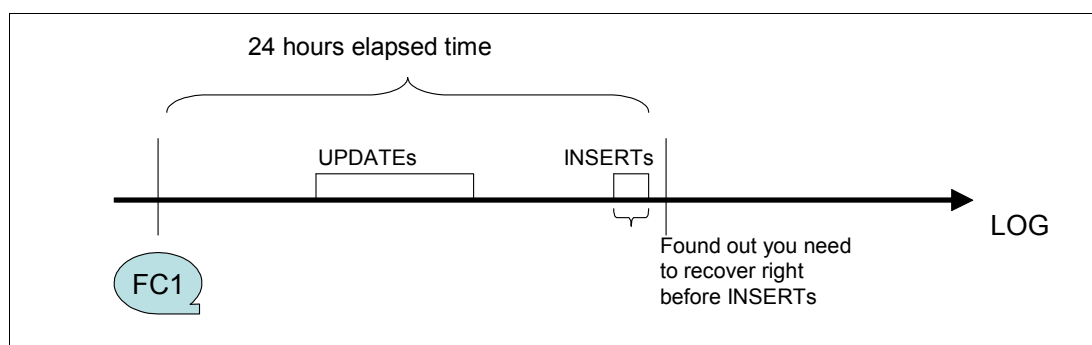 24 hours elapsed time
UPDATEs
INSERTs
LOG
Found out you need
to recover right
before INSERTs
FC1